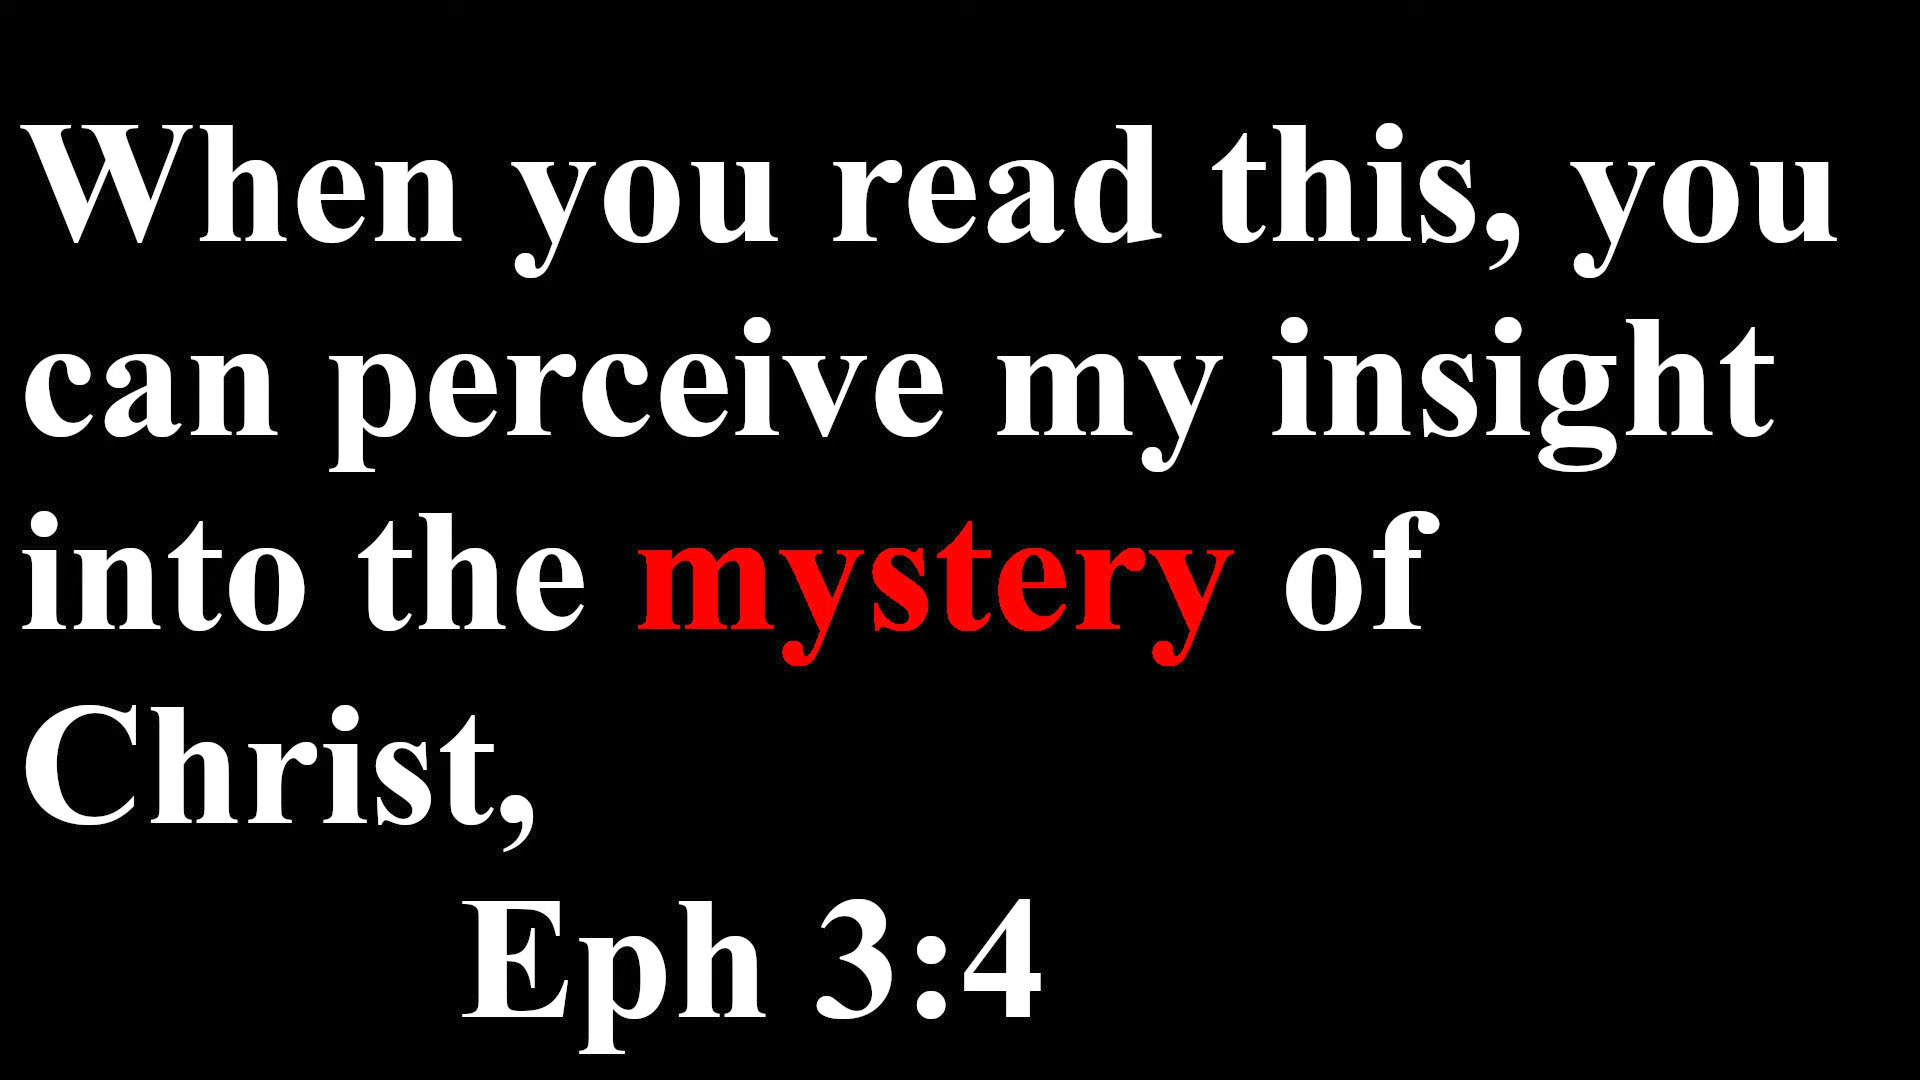 When you read this, you
can perceive my insight
into the mystery of
Christ,
Eph 3:4